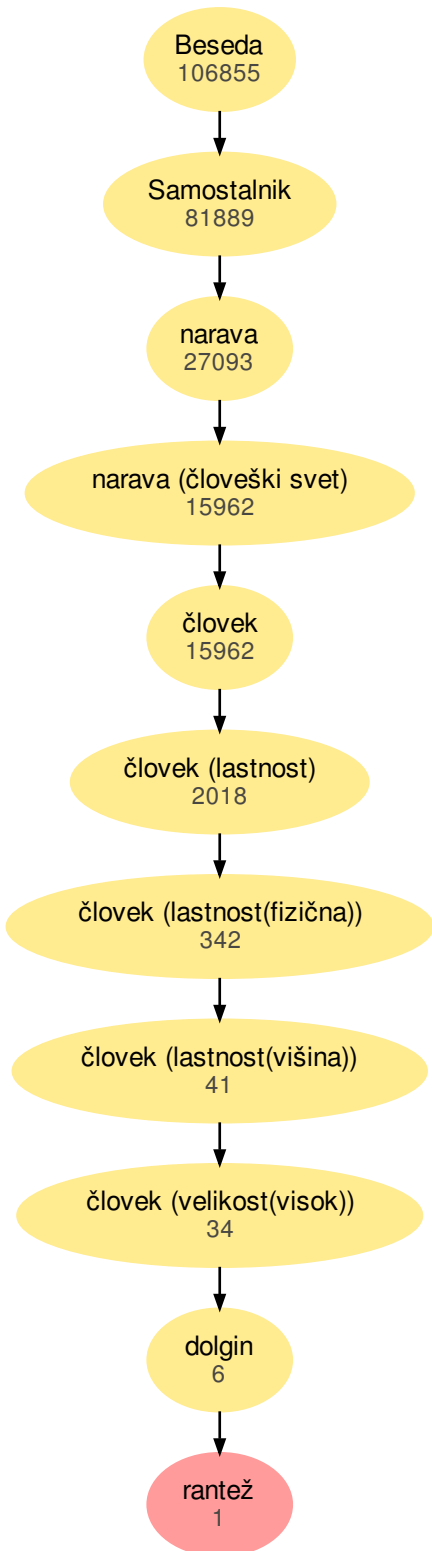 Beseda
106855
Samostalnik
81889
narava
27093
narava (človeški svet)
15962
človek
15962
človek (lastnost)
2018
človek (lastnost(fizična))
342
človek (lastnost(višina))
41
človek (velikost(visok))
34
dolgin
6
rantež
1